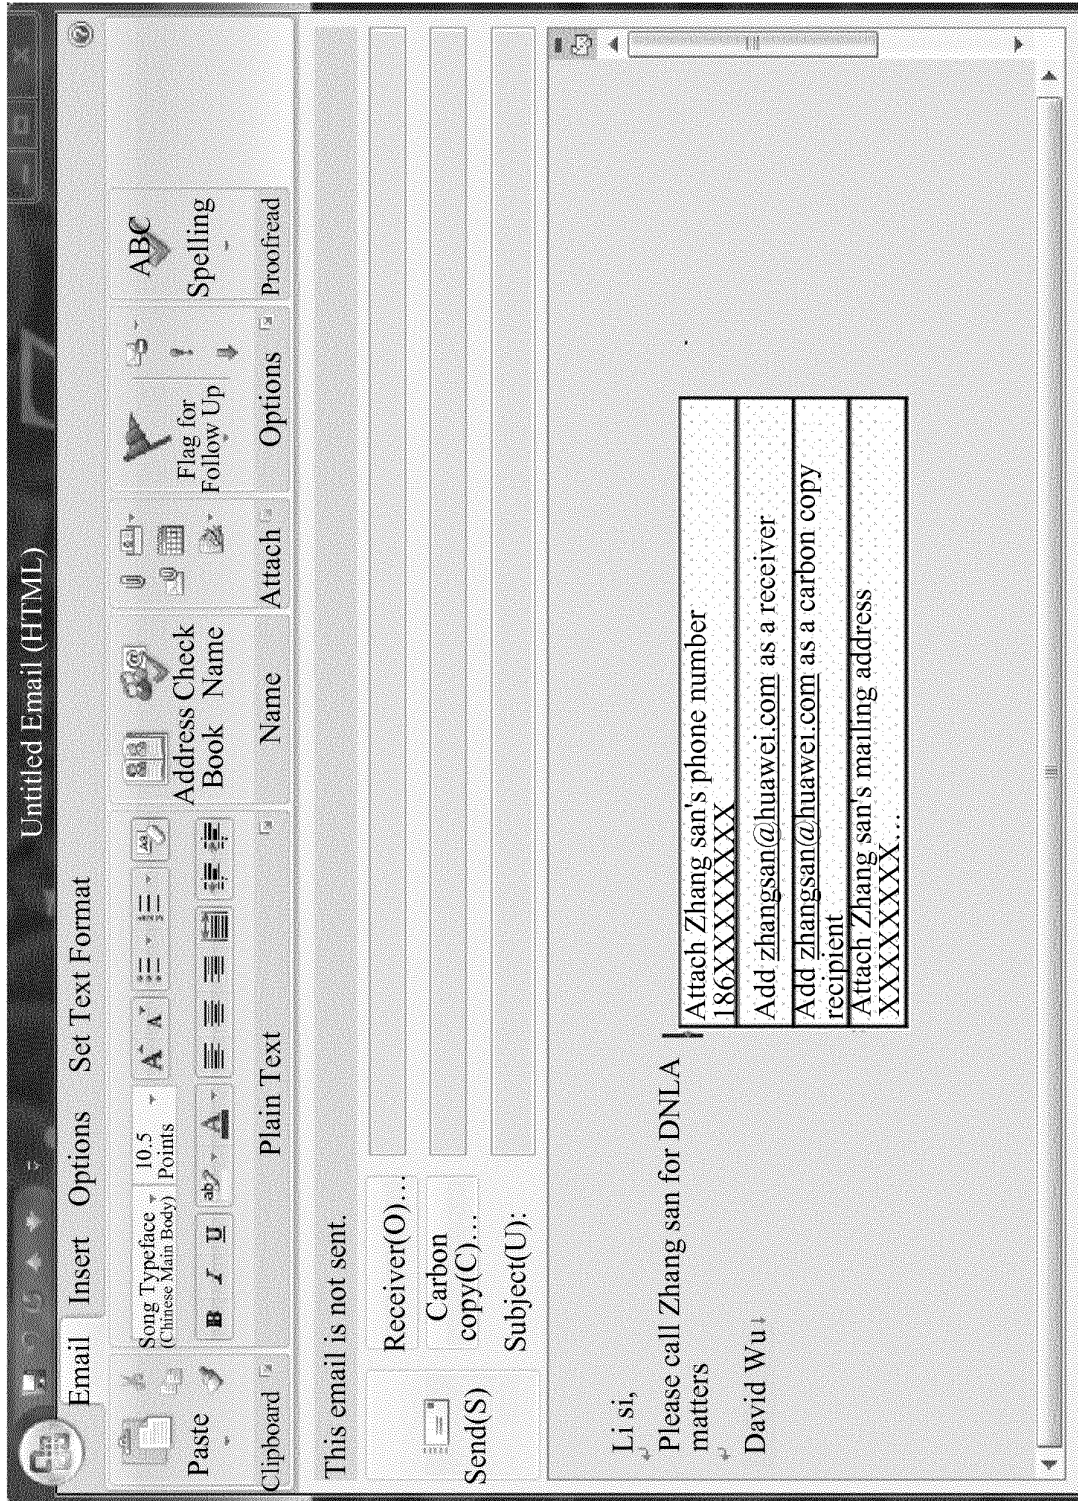 Untitled Email (HTML)
Email Insert Options Set Text Format
Paste
Clipboard
Song Typeface
(Chinese Main Body)
10.5
Points
B I U
Plain Text
Address
Book
Check
Name
Name
Attach
Flag for
Follow Up
Options
ABC
Spelling
Proofread
This email is not sent.
Send(S)
Receiver(O)...
Carbon
copy(C)...
Subject(U):
Li si,
Please call Zhang san for DNLA
matters
David Wu
Attach Zhang san's phone number
186XXXXXXXX
Add zhangsan@huawei.com as a receiver
Add zhangsan@huawei.com as a carbon copy
recipient
Attach Zhang san's mailing address
XXXXXXXXX...